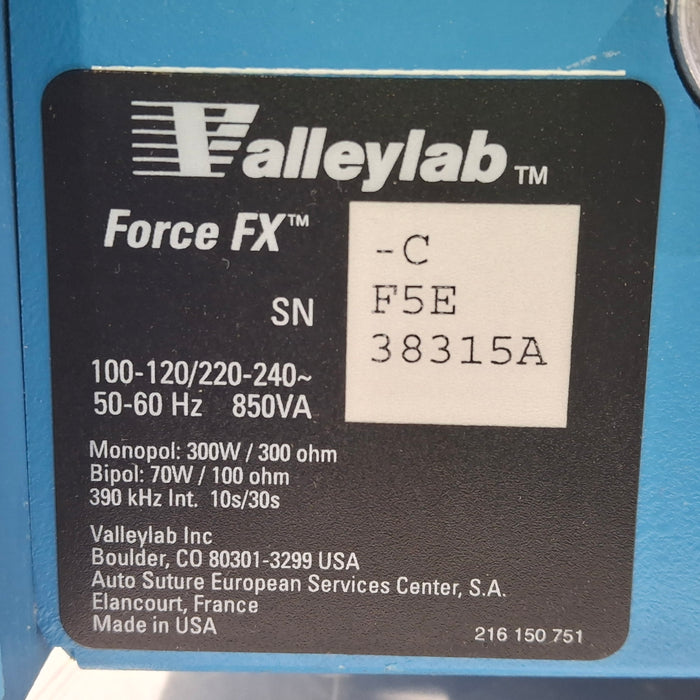 Valleylab™
Force FX™ -C
SN F5E
38315A
100-120/220-240~
50-60 Hz 850VA
Monopol: 300W / 300 ohm
Bipol: 70W / 100 ohm
390 kHz Int. 10s/30s
Valleylab Inc
Boulder, CO 80301-3299 USA
Auto Suture European Services Center, S.A.
Elancourt, France
Made in USA
216 150 751